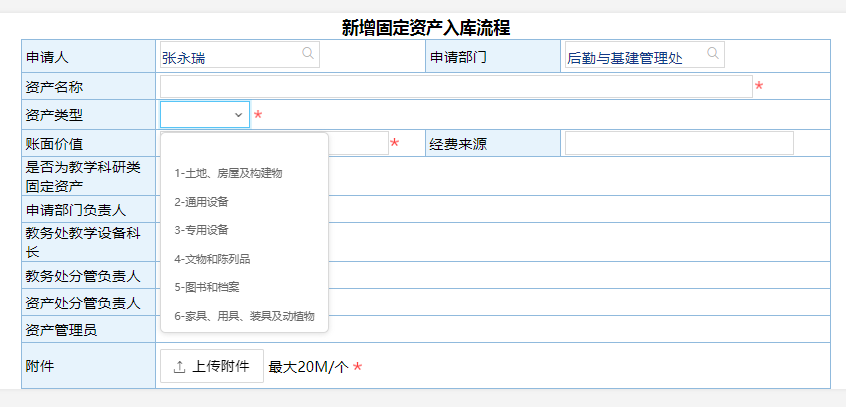 新增固定资产入库流程
申请人 张永瑞 申请部门 后勤与基建管理处
资产名称 *
资产类型 *
账面价值 * 经费来源
1-土地、房屋及构建物
2-通用设备
3-专用设备
4-文物和陈列品
5-图书和档案
6-家具、用具、装具及动植物
是否为教学科研类
固定资产
申请部门负责人
教务处教学设备科
长
教务处分管负责人
资产处分管负责人
资产管理员
附件 上传附件 最大20M/个 *